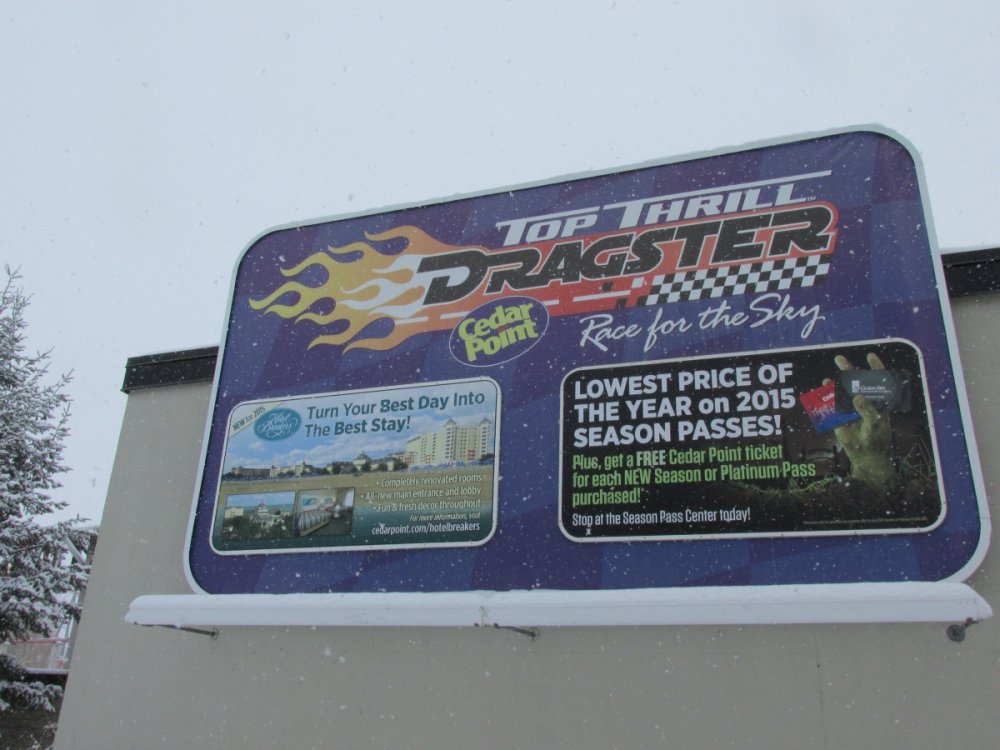 TOP THRILL
DRAGSTER
Cedar
Point
Race for the Sky
NEW for 2015
Hotel
Breakers
Turn Your Best Day Into
The Best Stay!
• Completely renovated rooms
• All-new main entrance and lobby
• Fun & fresh decor throughout
For more information, visit
cedarpoint.com/hotelbreakers
LOWEST PRICE OF
THE YEAR on 2015
SEASON PASSES!
Plus, get a FREE Cedar Point ticket
for each NEW Season or Platinum Pass
purchased!*
Stop at the Season Pass Center today!